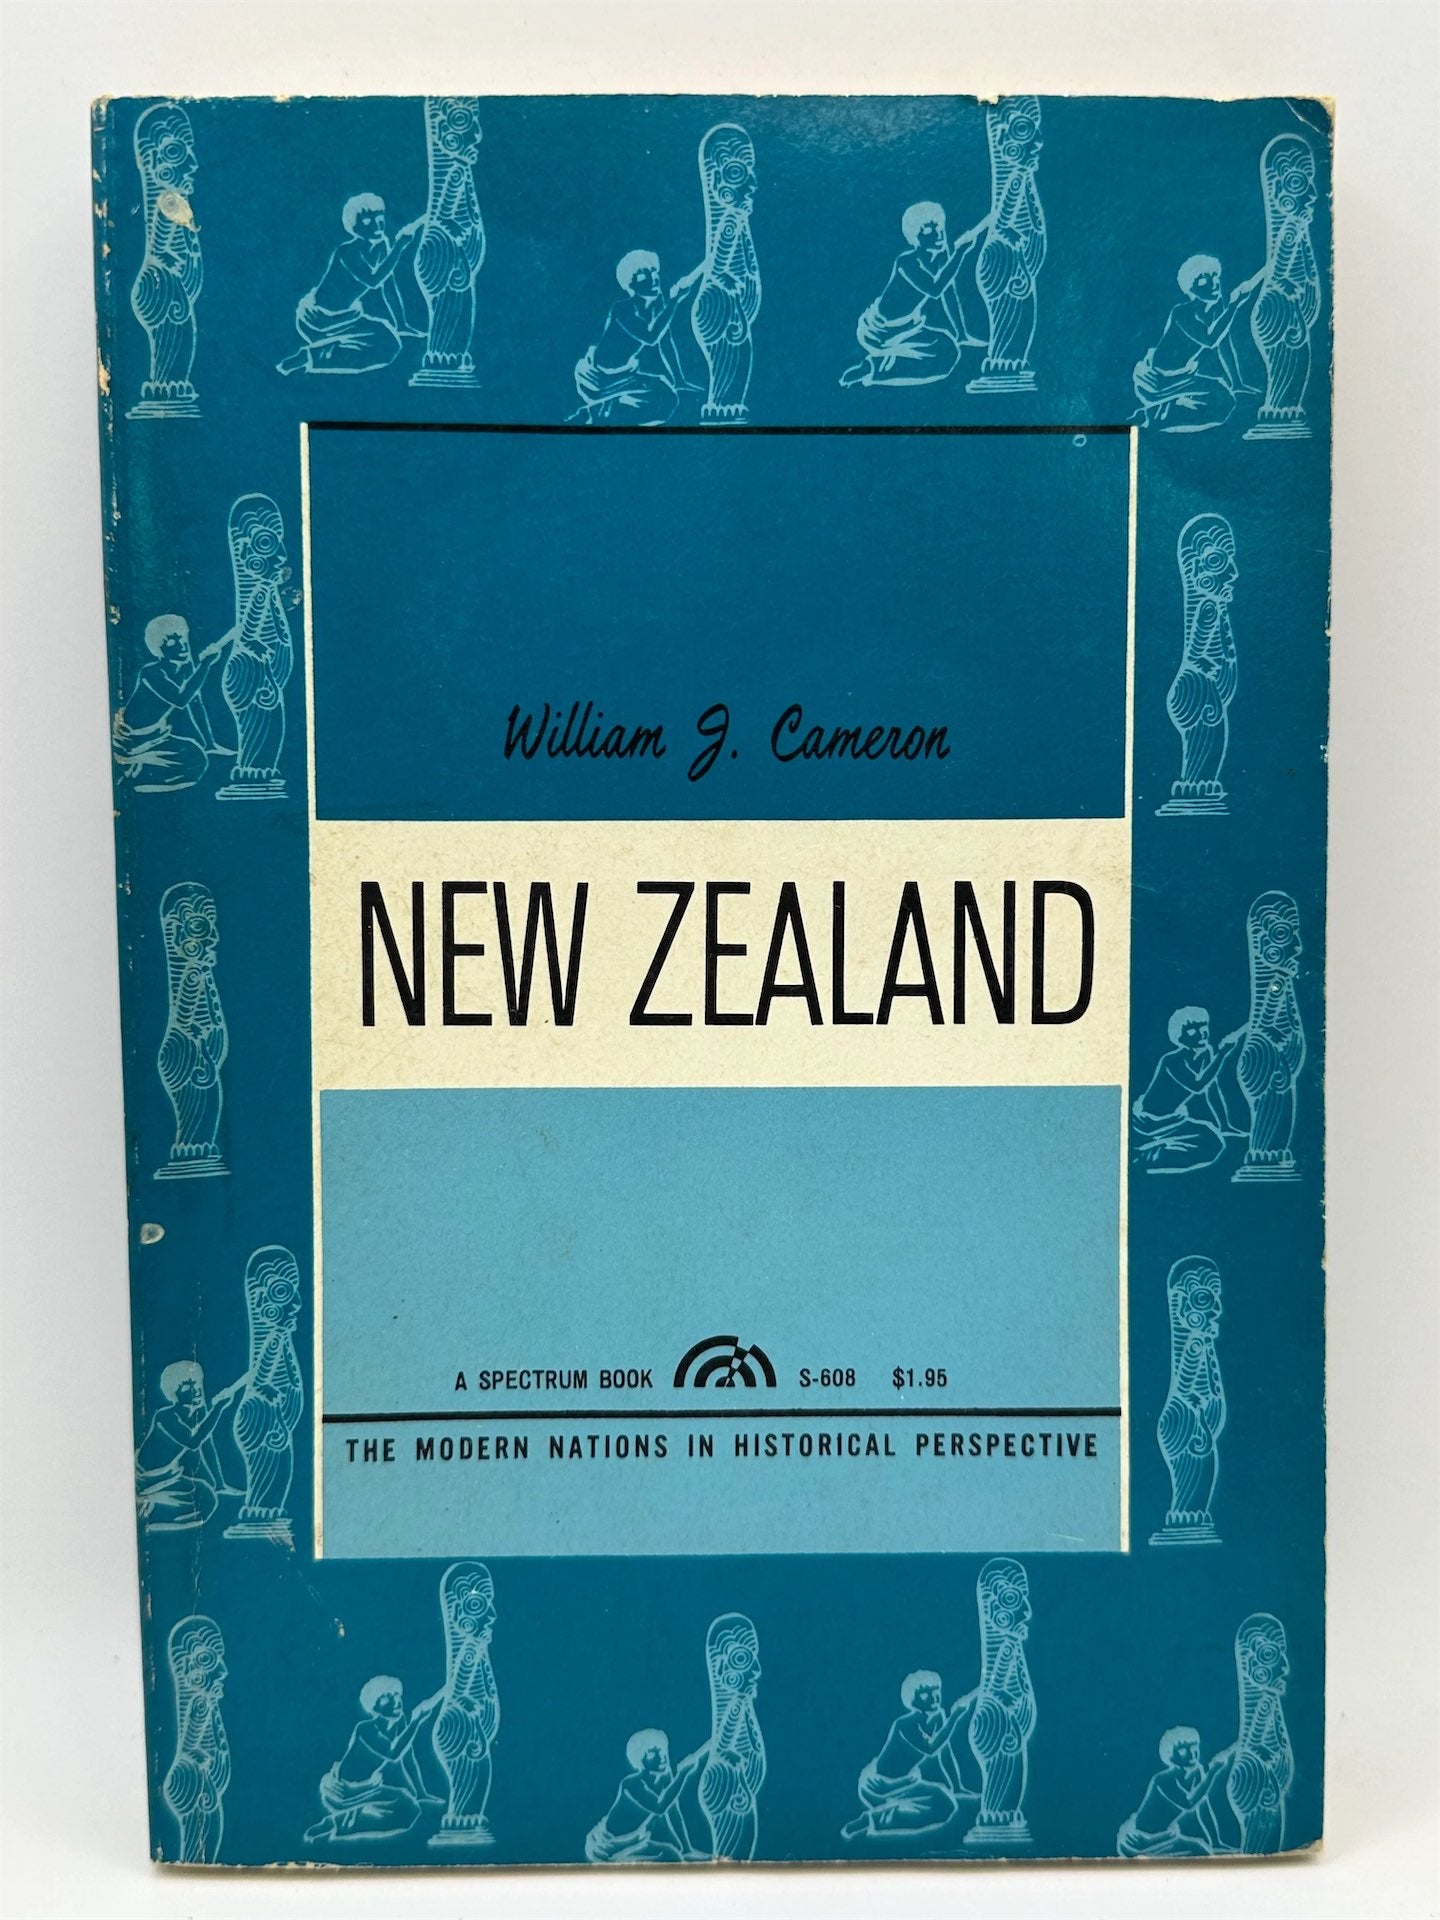 William J. Cameron
NEW ZEALAND
A SPECTRUM BOOK S-608 $1.95
THE MODERN NATIONS IN HISTORICAL PERSPECTIVE